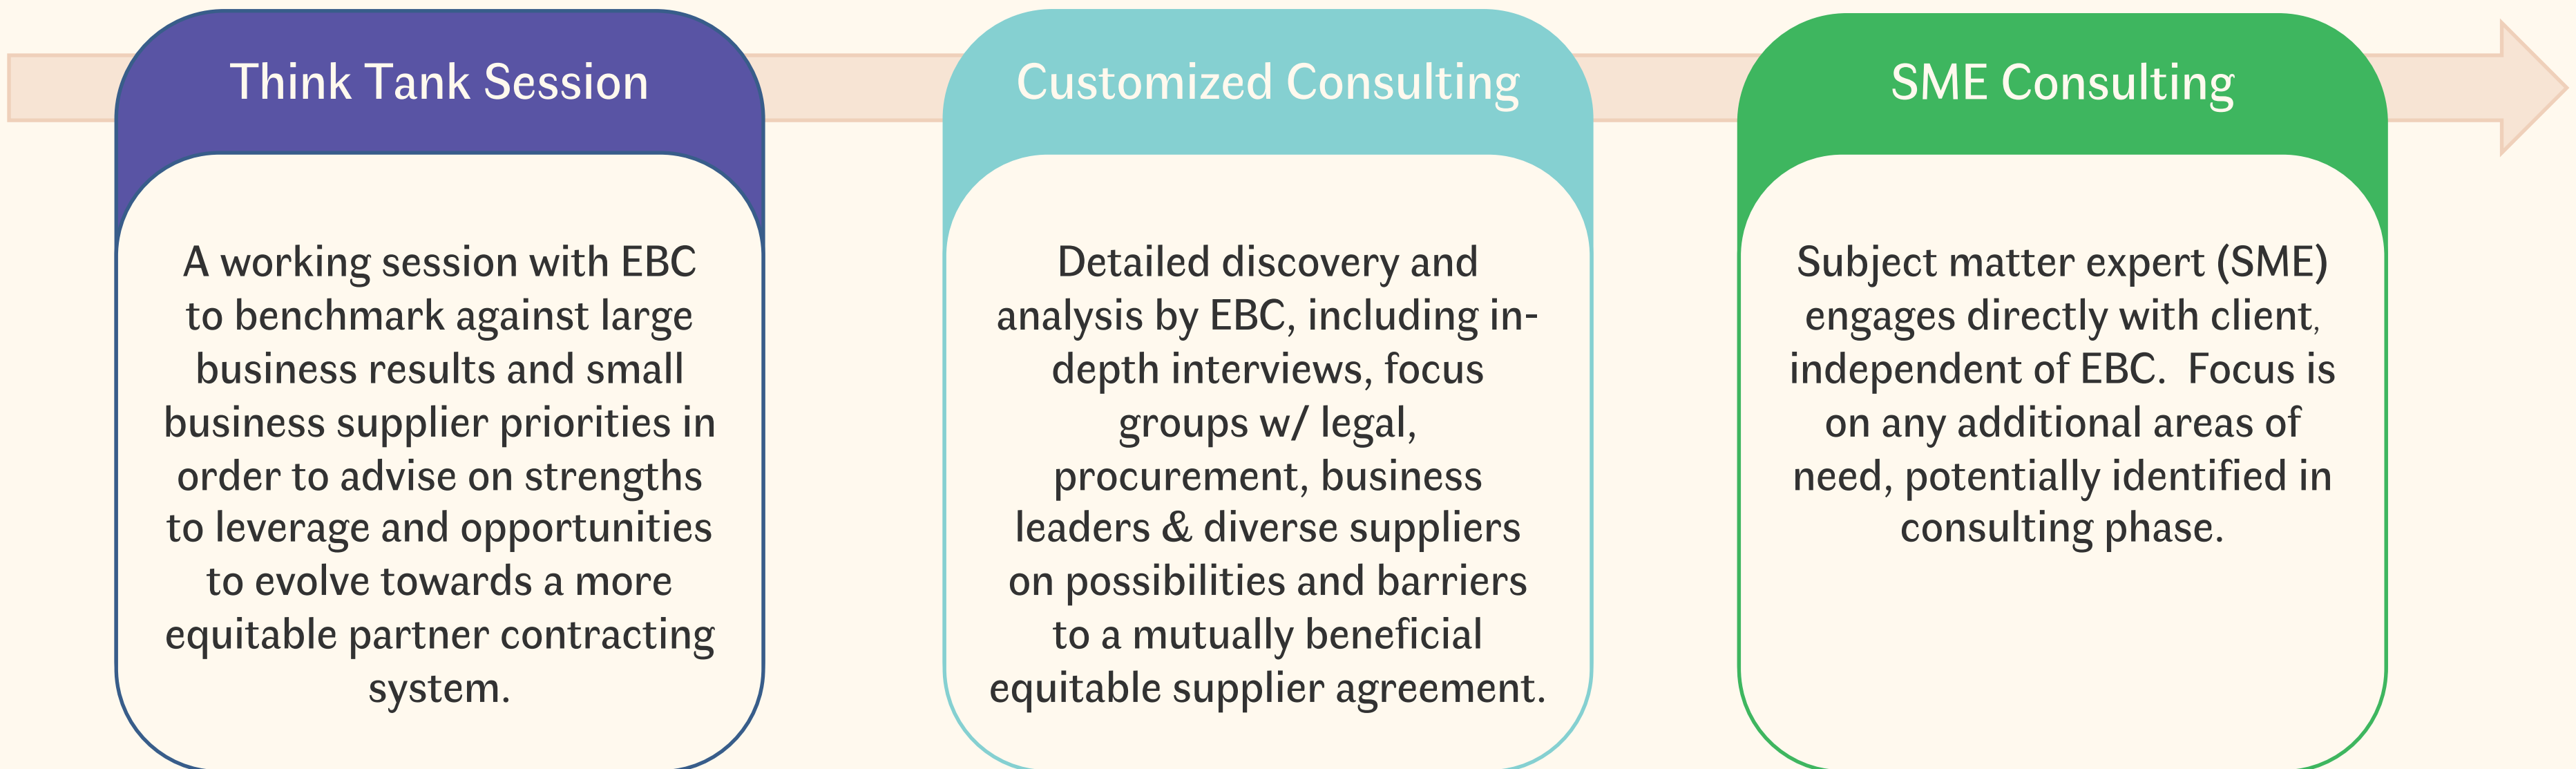 Think Tank Session
A working session with EBC
to benchmark against large
business results and small
business supplier priorities in
order to advise on strengths
to leverage and opportunities
to evolve towards a more
equitable partner contracting
system.
Customized Consulting
Detailed discovery and
analysis by EBC, including in-
depth interviews, focus
groups w/ legal,
procurement, business
leaders & diverse suppliers
on possibilities and barriers
to a mutually beneficial
equitable supplier agreement.
SME Consulting
Subject matter expert (SME)
engages directly with client,
independent of EBC.  Focus is
on any additional areas of
need, potentially identified in
consulting phase.